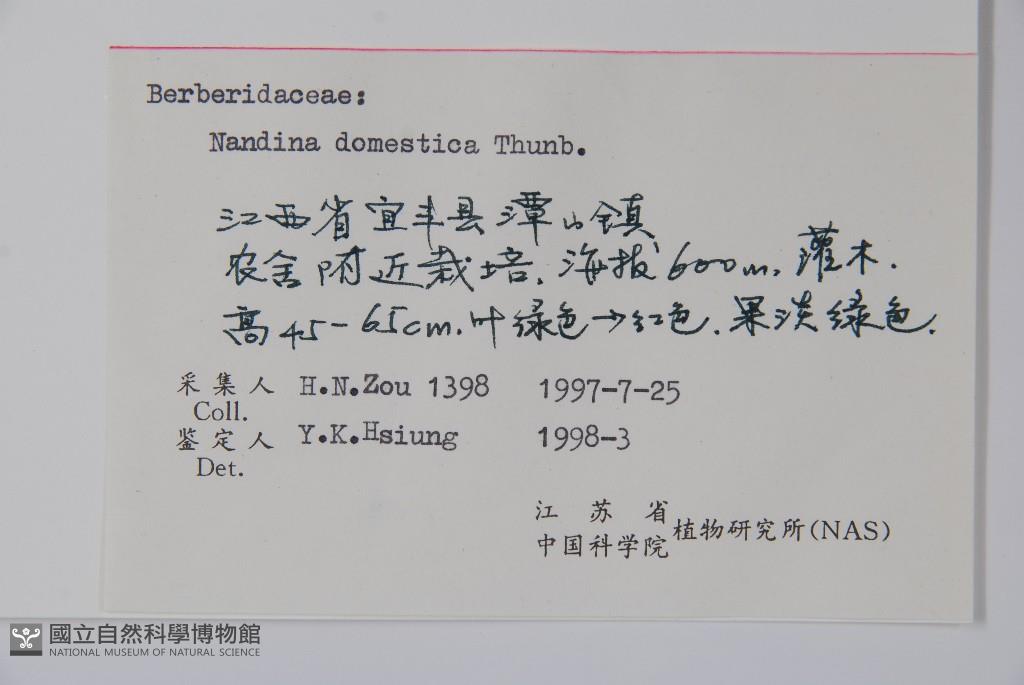 Berberidaceae:
Nandina domestica Thunb.
江西省宜丰县潭山镇
农舍附近栽培. 海拔600m. 灌木.
高45-65cm. 叶绿色→红色. 果淡绿色.
采集人 H.N.Zou 1398 1997-7-25
Coll.
鉴定人 Y.K.Hsiung 1998-3
Det.
江苏省
中国科学院 植物研究所(NAS)
國立自然科學博物館
NATIONAL MUSEUM OF NATURAL SCIENCE